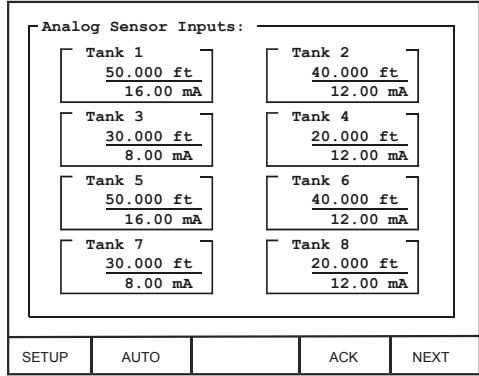 Analog Sensor Inputs:
Tank 1 Tank 2
50.000 ft 40.000 ft
16.00 mA 12.00 mA
Tank 3 Tank 4
30.000 ft 20.000 ft
8.00 mA 12.00 mA
Tank 5 Tank 6
50.000 ft 40.000 ft
16.00 mA 12.00 mA
Tank 7 Tank 8
30.000 ft 20.000 ft
8.00 mA 12.00 mA
SETUP AUTO ACK NEXT